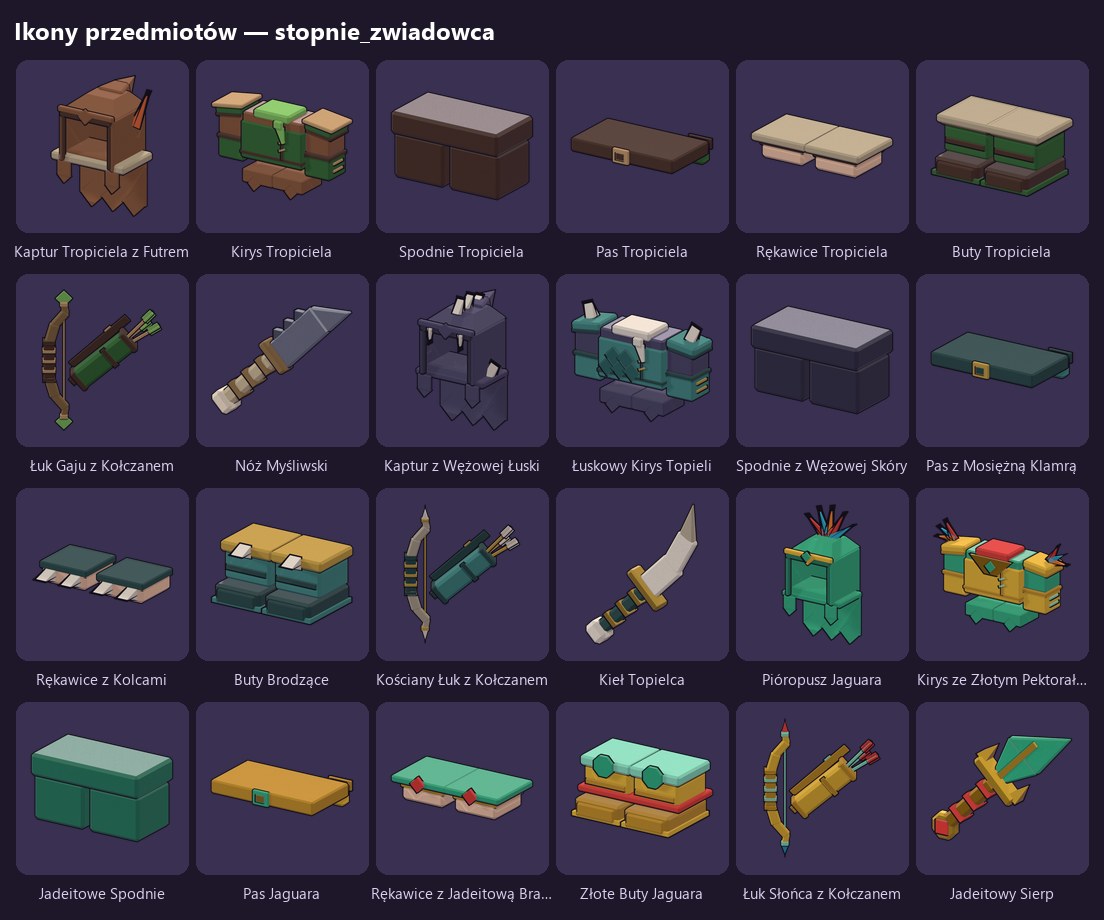 Ikony przedmiotów — stopnie_zwiadowca
Kaptur Tropiciela z Futrem
Kirys Tropiciela
Spodnie Tropiciela
Pas Tropiciela
Rękawice Tropiciela
Buty Tropiciela
Łuk Gaju z Kołczanem
Nóż Myśliwski
Kaptur z Wężowej Łuski
Łuskowy Kirys Topieli
Spodnie z Wężowej Skóry
Pas z Mosiężną Klamrą
Rękawice z Kolcami
Buty Brodzące
Kościany Łuk z Kołczanem
Kieł Topielca
Pióropusz Jaguara
Kirys ze Złotym Pektorał...
Jadeitowe Spodnie
Pas Jaguara
Rękawice z Jadeitową Bra...
Złote Buty Jaguara
Łuk Słońca z Kołczanem
Jadeitowy Sierp